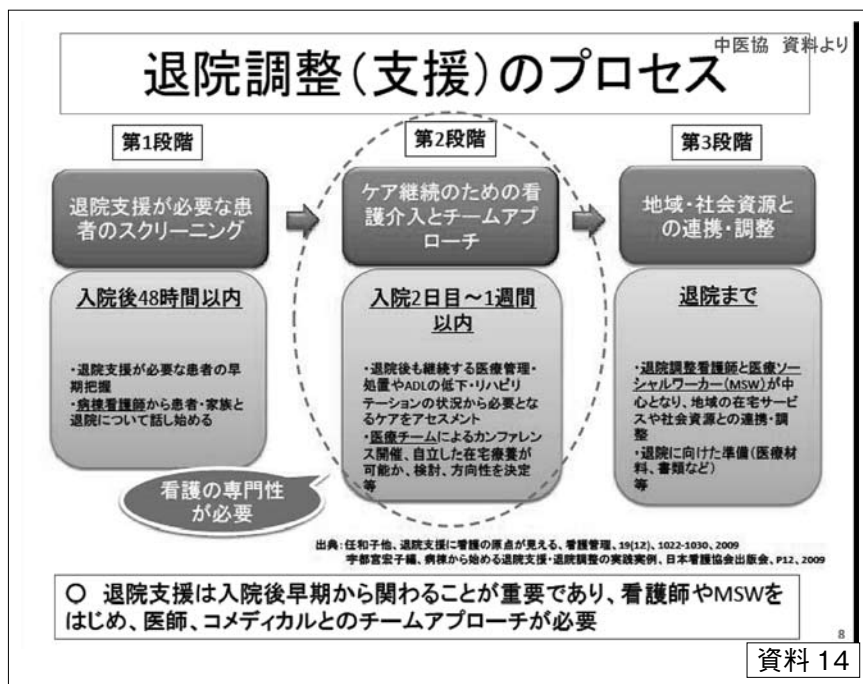 中医協　資料より
退院調整（支援）のプロセス
第1段階
退院支援が必要な患
者のスクリーニング
入院後48時間以内
・退院支援が必要な患者の早
期把握
・病棟看護師から患者・家族と
退院について話し始める
看護の専門性
が必要
第2段階
ケア継続のための看
護介入とチームアプ
ローチ
入院2日目～1週間
以内
・退院後も継続する医療管理・
処置やADLの低下・リハビリ
テーションの状況から必要とな
るケアをアセスメント
・医療チームによるカンファレン
ス開催、自立した在宅療養が
可能か、検討、方向性を決定
等
第3段階
地域・社会資源と
の連携・調整
退院まで
・退院調整看護師と医療ソー
シャルワーカー（MSW）が中
心となり、地域の在宅サービ
スや社会資源との連携・調
整
・退院に向けた準備（医療材
料、書類など）
等
出典：任和子他、退院支援に看護の原点が見える、看護管理、19(12)、1022-1030、2009
宇都宮宏子編、病棟から始める退院支援・退院調整の実践実例、日本看護協会出版会、P12、2009
○　退院支援は入院後早期から関わることが重要であり、看護師やMSWを
はじめ、医師、コメディカルとのチームアプローチが必要
8
資料 14